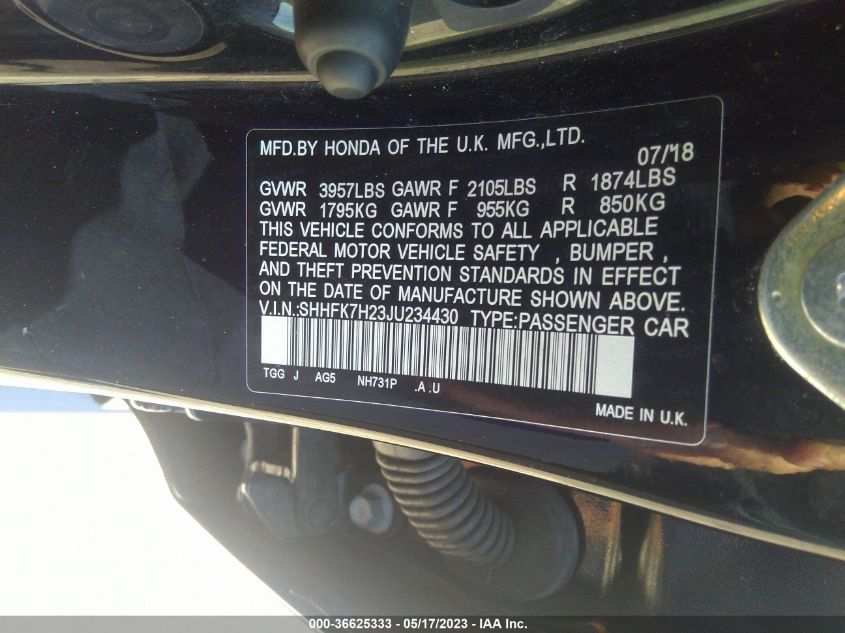 MFD.BY HONDA OF THE U.K. MFG.,LTD.
07/'18
GVWR 3957LBS GAWR F 2105LBS R 1874LBS
GVWR 1795KG GAWR F 955KG R 850KG
THIS VEHICLE CONFORMS TO ALL APPLICABLE
FEDERAL MOTOR VEHICLE SAFETY , BUMPER ,
AND THEFT PREVENTION STANDARDS IN EFFECT
ON THE DATE OF MANUFACTURE SHOWN ABOVE.
V.I.N.:SHHFK7H23JU234430 TYPE:PASSENGER CAR
TGG J AG5 NH731P .A .U
MADE IN U.K.
000-36625333 - 05/17/2023 - IAA Inc.